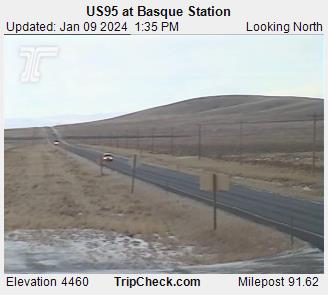 US95 at Basque Station
Updated: Jan 09 2024 1:35 PM Looking North
Elevation 4460 TripCheck.com Milepost 91.62